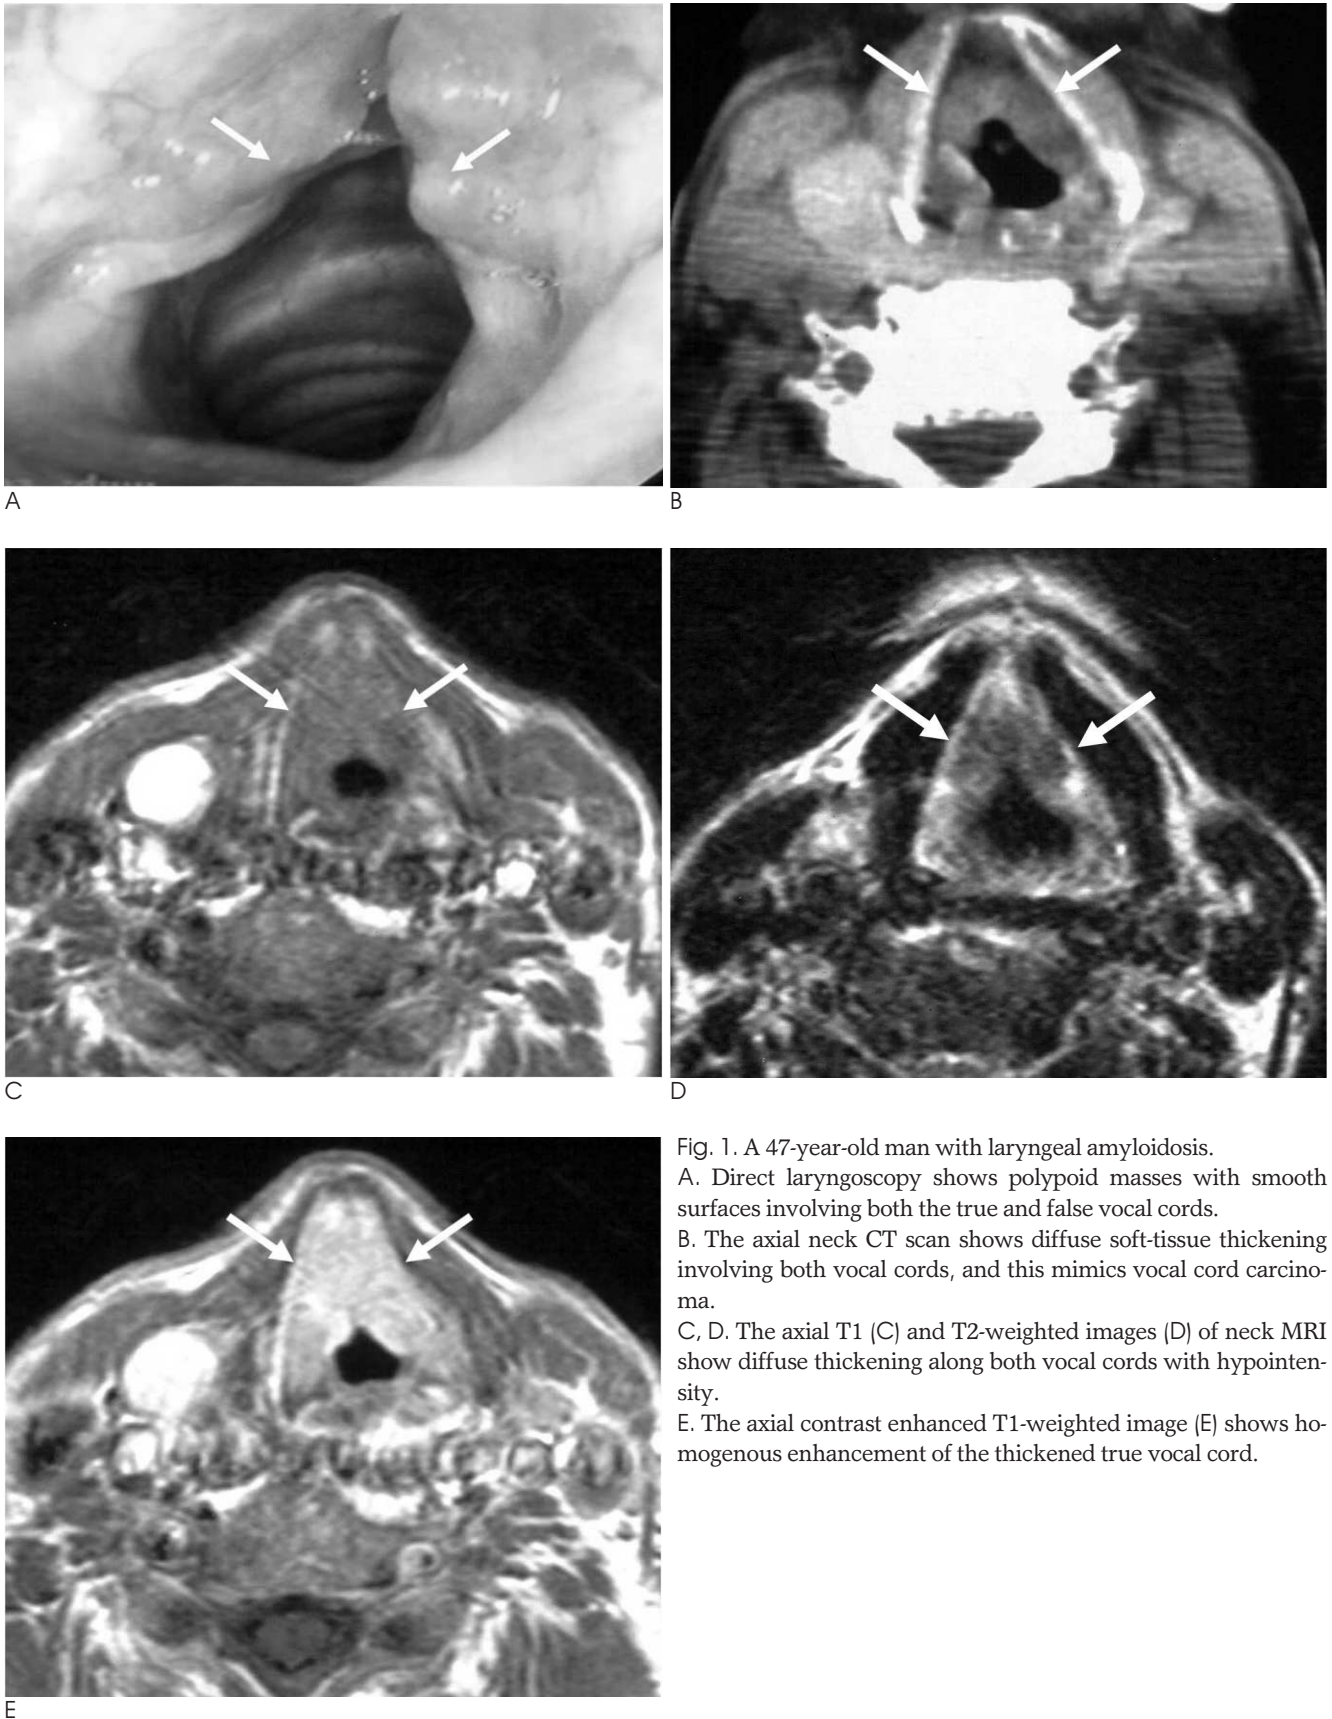 A
B
C
D
E
Fig. 1. A 47-year-old man with laryngeal amyloidosis.
A. Direct laryngoscopy shows polypoid masses with smooth
surfaces involving both the true and false vocal cords.
B. The axial neck CT scan shows diffuse soft-tissue thickening
involving both vocal cords, and this mimics vocal cord carcino-
ma.
C, D. The axial T1 (C) and T2-weighted images (D) of neck MRI
show diffuse thickening along both vocal cords with hypointen-
sity.
E. The axial contrast enhanced T1-weighted image (E) shows ho-
mogenous enhancement of the thickened true vocal cord.